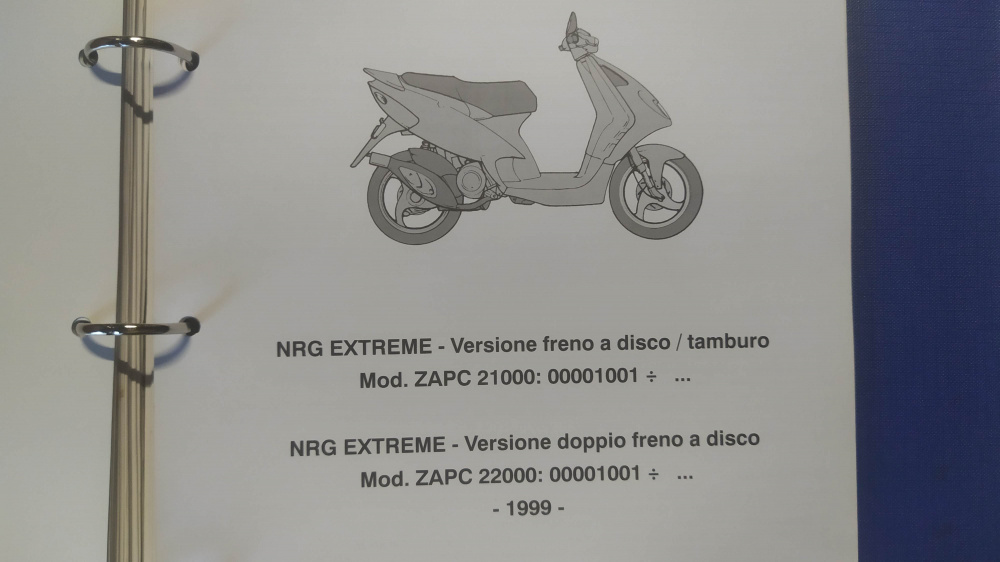 NRG EXTREME - Versione freno a disco / tamburo
Mod. ZAPC 21000: 00001001 ÷ ...
NRG EXTREME - Versione doppio freno a disco
Mod. ZAPC 22000: 00001001 ÷ ...
- 1999 -